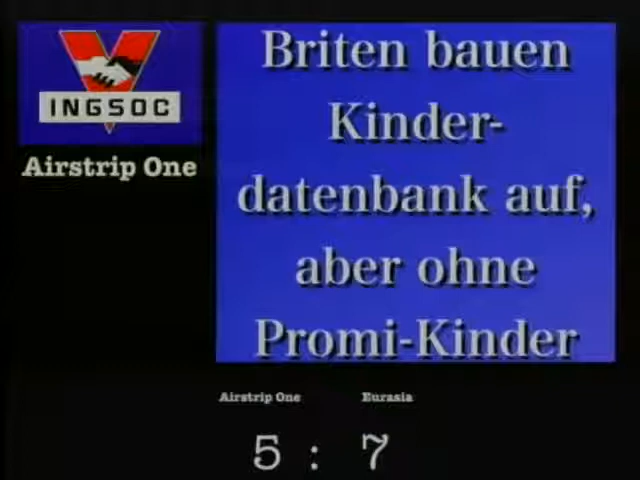 INGSOC
Airstrip One
Briten bauen
Kinder-
datenbank auf,
aber ohne
Promi-Kinder
Airstrip One Eurasia
5 : 7